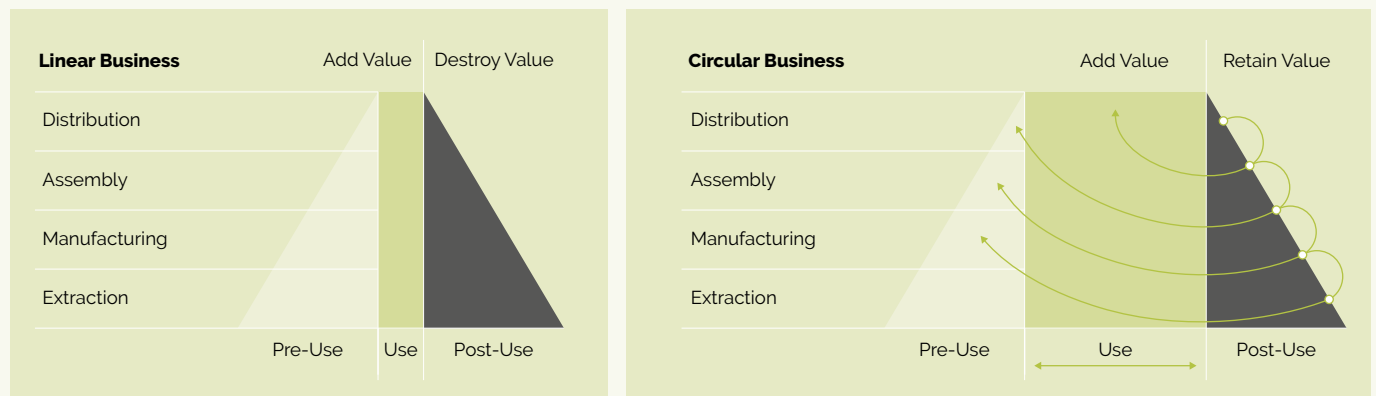 Linear Business
Add Value
Destroy Value
Distribution
Assembly
Manufacturing
Extraction
Pre-Use
Use
Post-Use
Circular Business
Add Value
Retain Value
Distribution
Assembly
Manufacturing
Extraction
Pre-Use
Use
Post-Use